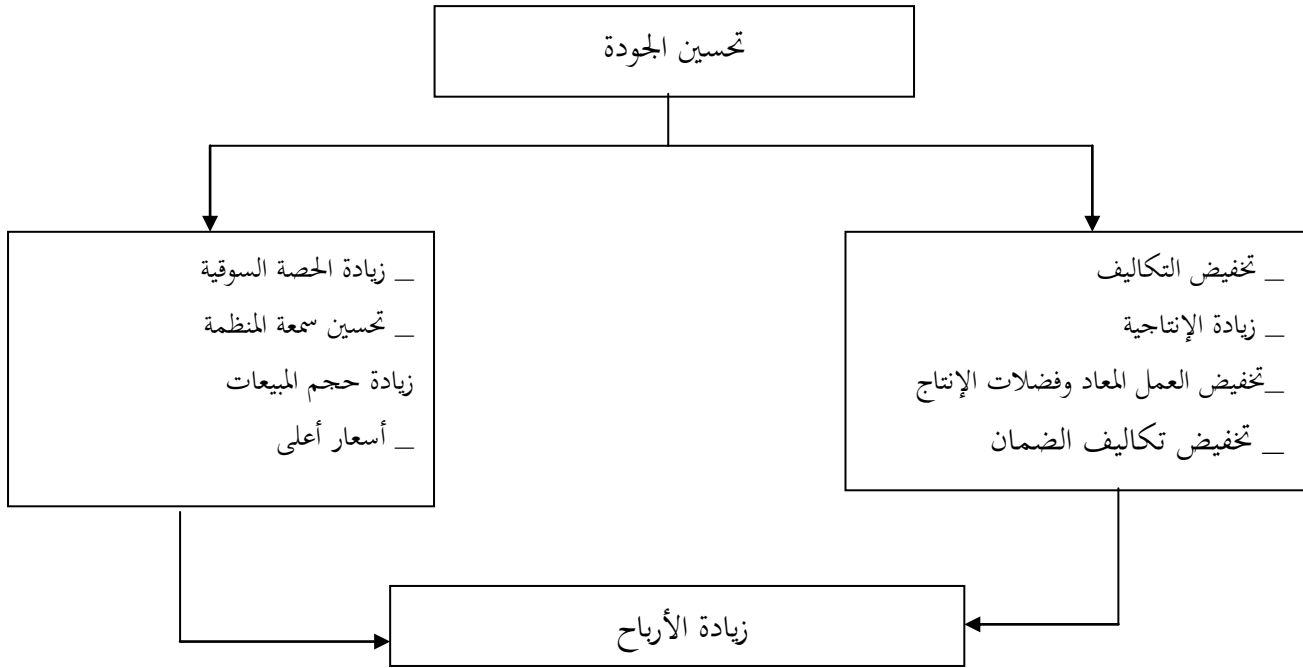 تحسين الجودة
_ تخفيض التكاليف
_ زيادة الإنتاجية
_تخفيض العمل المعاد وفضلات الإنتاج
_ تخفيض تكاليف الضمان
_ زيادة الحصة السوقية
_ تحسين سمعة المنظمة
زيادة حجم المبيعات
_ أسعار أعلى
زيادة الأرباح